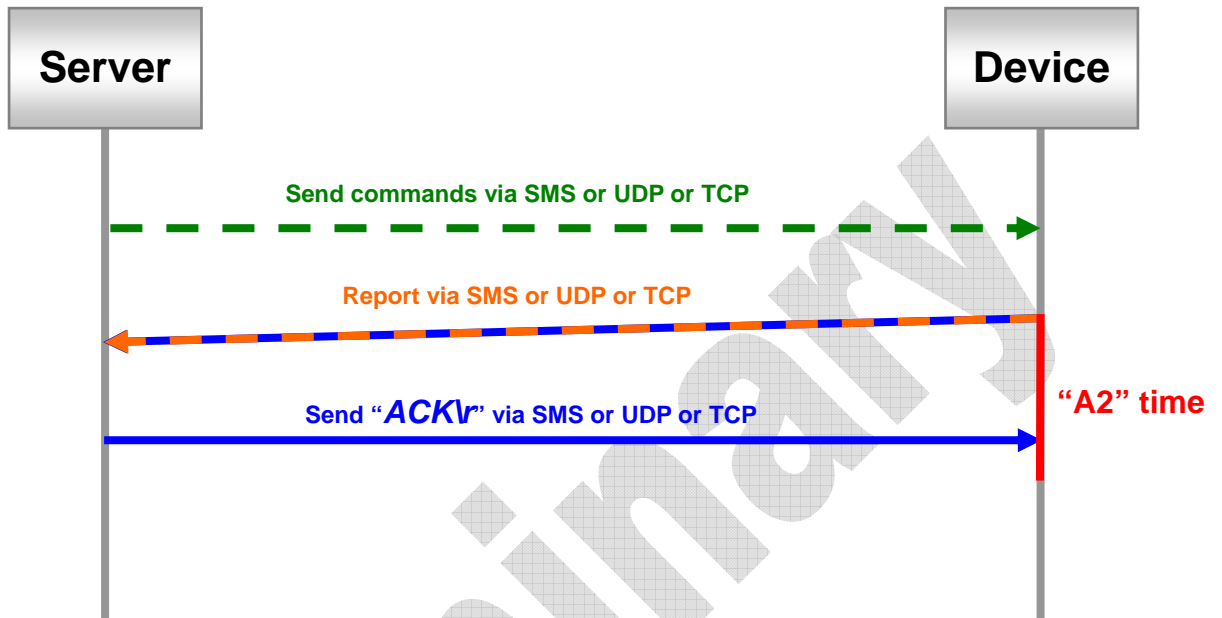 Server
Device
Send commands via SMS or UDP or TCP
Report via SMS or UDP or TCP
Send “ACK\r” via SMS or UDP or TCP
“A2” time
inary